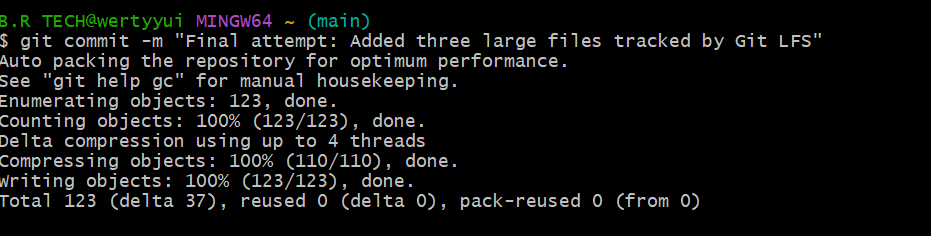 B.R TECH@wertyyui MINGW64 ~ (main)
$ git commit -m "Final attempt: Added three large files tracked by Git LFS"
Auto packing the repository for optimum performance.
See "git help gc" for manual housekeeping.
Enumerating objects: 123, done.
Counting objects: 100% (123/123), done.
Delta compression using up to 4 threads
Compressing objects: 100% (110/110), done.
Writing objects: 100% (123/123), done.
Total 123 (delta 37), reused 0 (delta 0), pack-reused 0 (from 0)